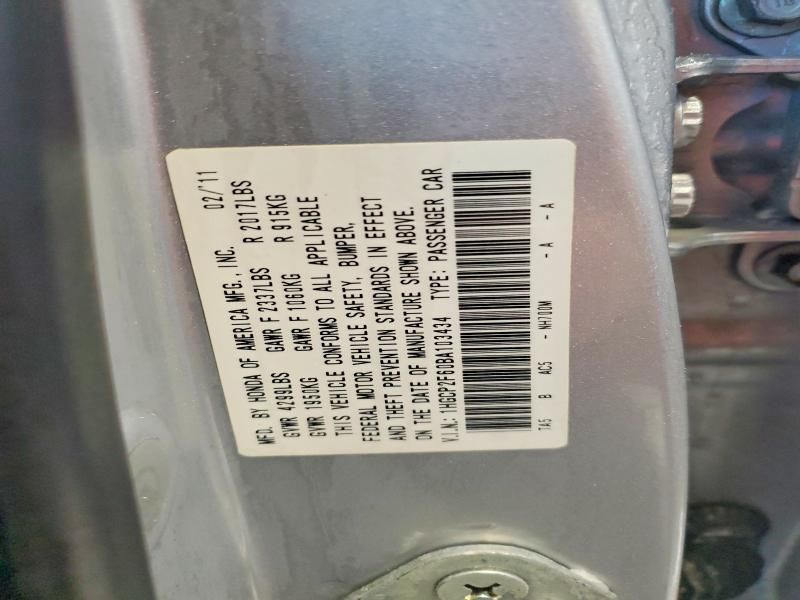 MFD. BY HONDA OF AMERICA MFG., INC. 02/'11
GVWR 4299LBS GAWR F 2337LBS R 2017LBS
GVWR 1950KG GAWR F 1060KG R 915KG
THIS VEHICLE CONFORMS TO ALL APPLICABLE
FEDERAL MOTOR VEHICLE SAFETY, BUMPER,
AND THEFT PREVENTION STANDARDS IN EFFECT
ON THE DATE OF MANUFACTURE SHOWN ABOVE.
V.I.N.: 1HGCP2F60BA103434 TYPE: PASSENGER CAR
TA5 B AC5 - NH700M - A - A